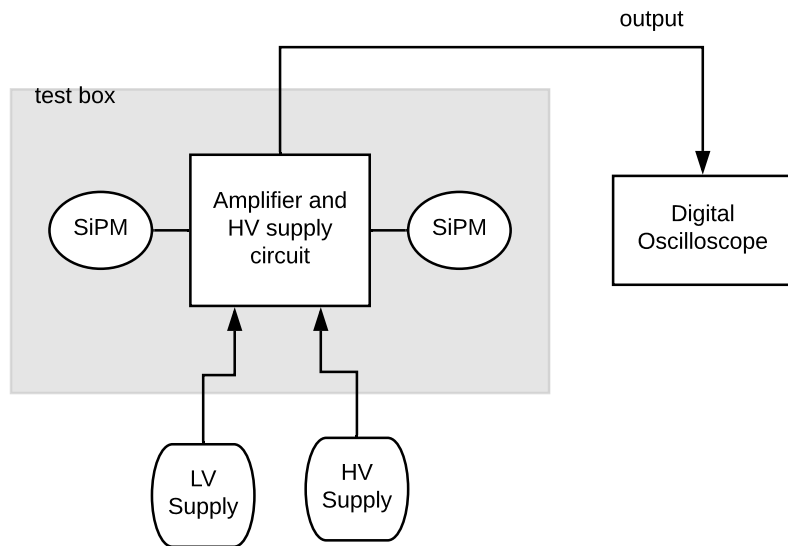 output
test box
SiPM
Amplifier and
HV supply
circuit
SiPM
Digital
Oscilloscope
LV
Supply
HV
Supply